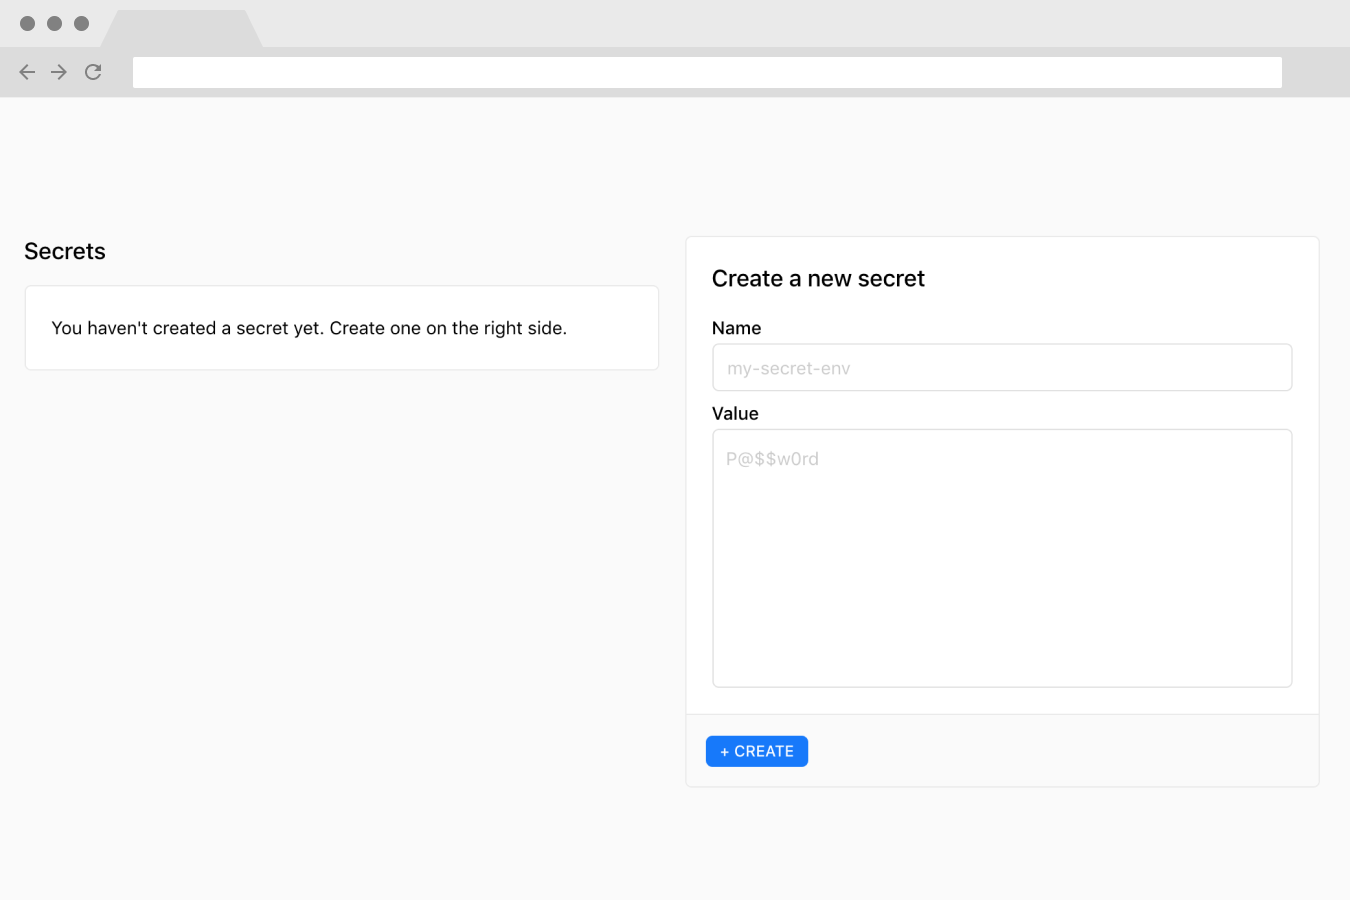 Secrets
You haven't created a secret yet. Create one on the right side.
Create a new secret
Name
my-secret-env
Value
P@$$w0rd
+ CREATE